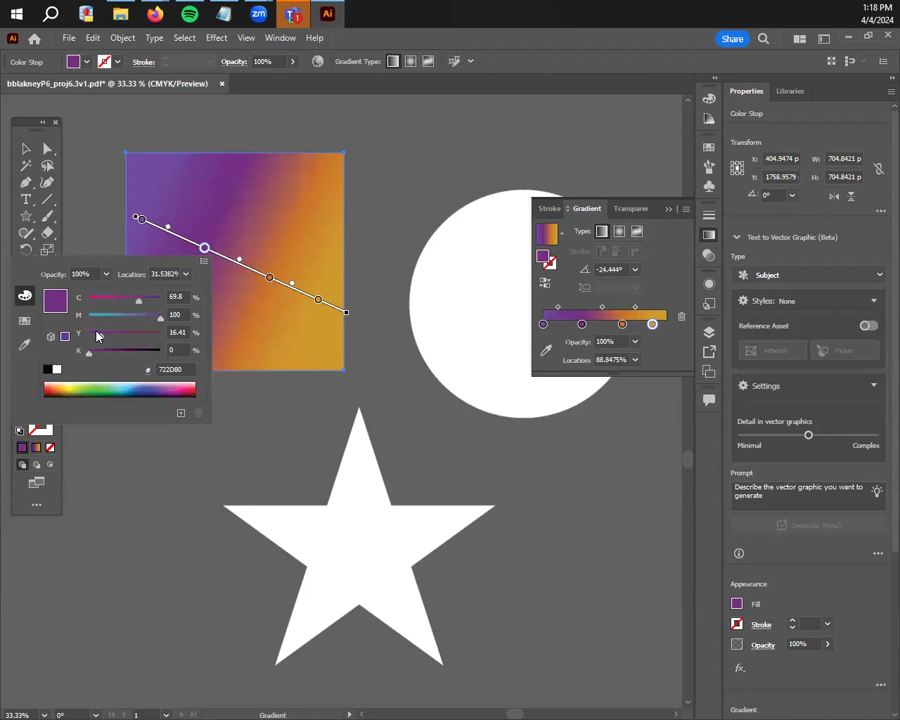 zm
1
Ai
1:18 PM
4/4/2024
Ai
File Edit Object Type Select Effect View Window Help
Share
Color Stop
Stroke:
Opacity: 100%
Gradient Type:
bblakneyP6_proj6.3v1.pdf* @ 33.33 % (CMYK/Preview)
Opacity: 100% Location: 31.5382%
C 69.8 %
M 100 %
Y 16.41 %
K 0 %
# 722D80
Stroke Gradient Transparer
Type:
Stroke:
-24.444°
Opacity: 100%
Location: 88.8475%
Properties Libraries
Color Stop
Transform
X: 404.9474 p W: 704.8421 p
Y: 1758.9579 H: 704.8421 p
0°
Text to Vector Graphic (Beta)
Subject
Styles: None
Reference Asset
Artwork Picker
Settings
Detail in vector graphics
Minimal Complex
Prompt
Describe the vector graphic you want to
generate
Generate (Beta)
Appearance
Fill
Stroke
Opacity 100%
fx.
Gradient
33.33% 0° 1 Gradient